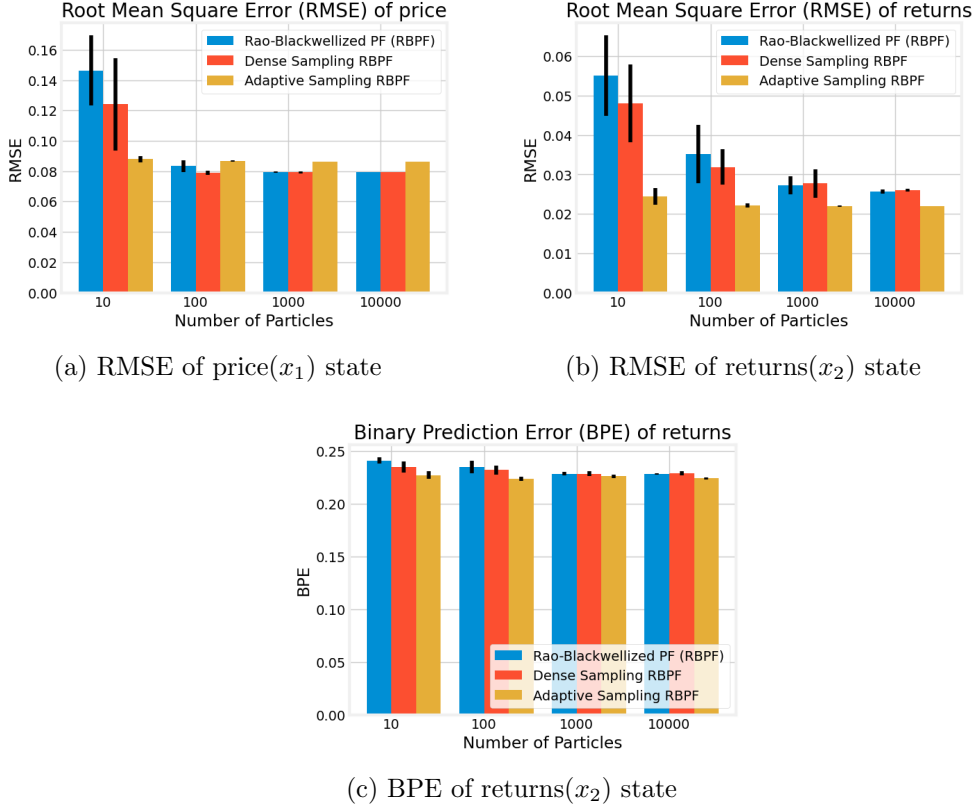 Root Mean Square Error (RMSE) of price
0.16
0.14
0.12
0.10
0.08
0.06
0.04
0.02
0.00
RMSE
Rao-Blackwellized PF (RBPF)
Dense Sampling RBPF
Adaptive Sampling RBPF
10 100 1000 10000
Number of Particles
(a) RMSE of price(x₁) state
Root Mean Square Error (RMSE) of returns
0.06
0.05
0.04
0.03
0.02
0.01
0.00
RMSE
Rao-Blackwellized PF (RBPF)
Dense Sampling RBPF
Adaptive Sampling RBPF
10 100 1000 10000
Number of Particles
(b) RMSE of returns(x₂) state
Binary Prediction Error (BPE) of returns
0.25
0.20
0.15
0.10
0.05
0.00
BPE
Rao-Blackwellized PF (RBPF)
Dense Sampling RBPF
Adaptive Sampling RBPF
10 100 1000 10000
Number of Particles
(c) BPE of returns(x₂) state